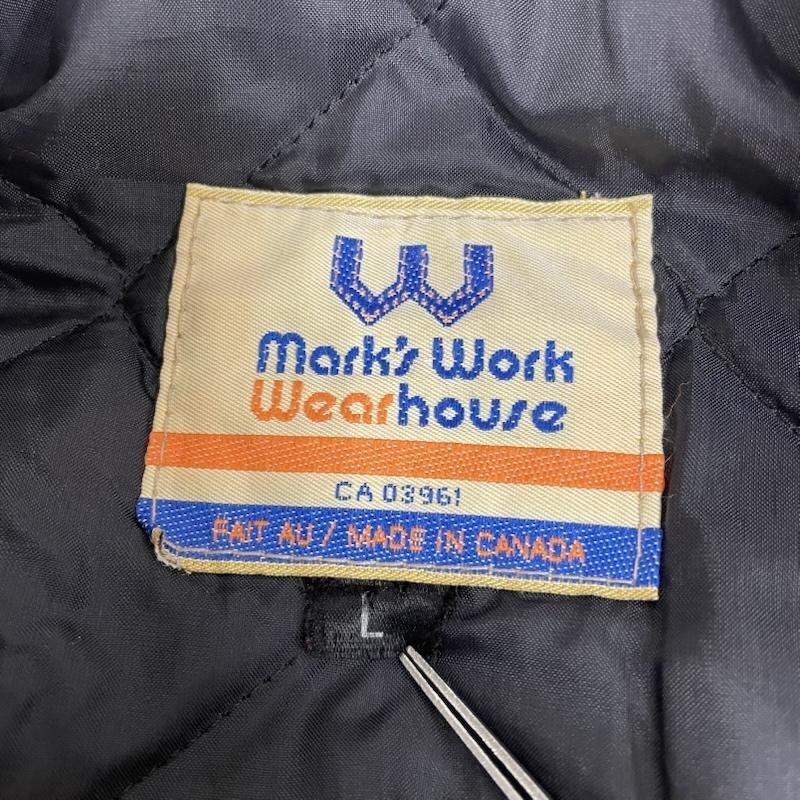 W
Mark's Work
Wearhouse
CA 03961
FAIT AU / MADE IN CANADA
L